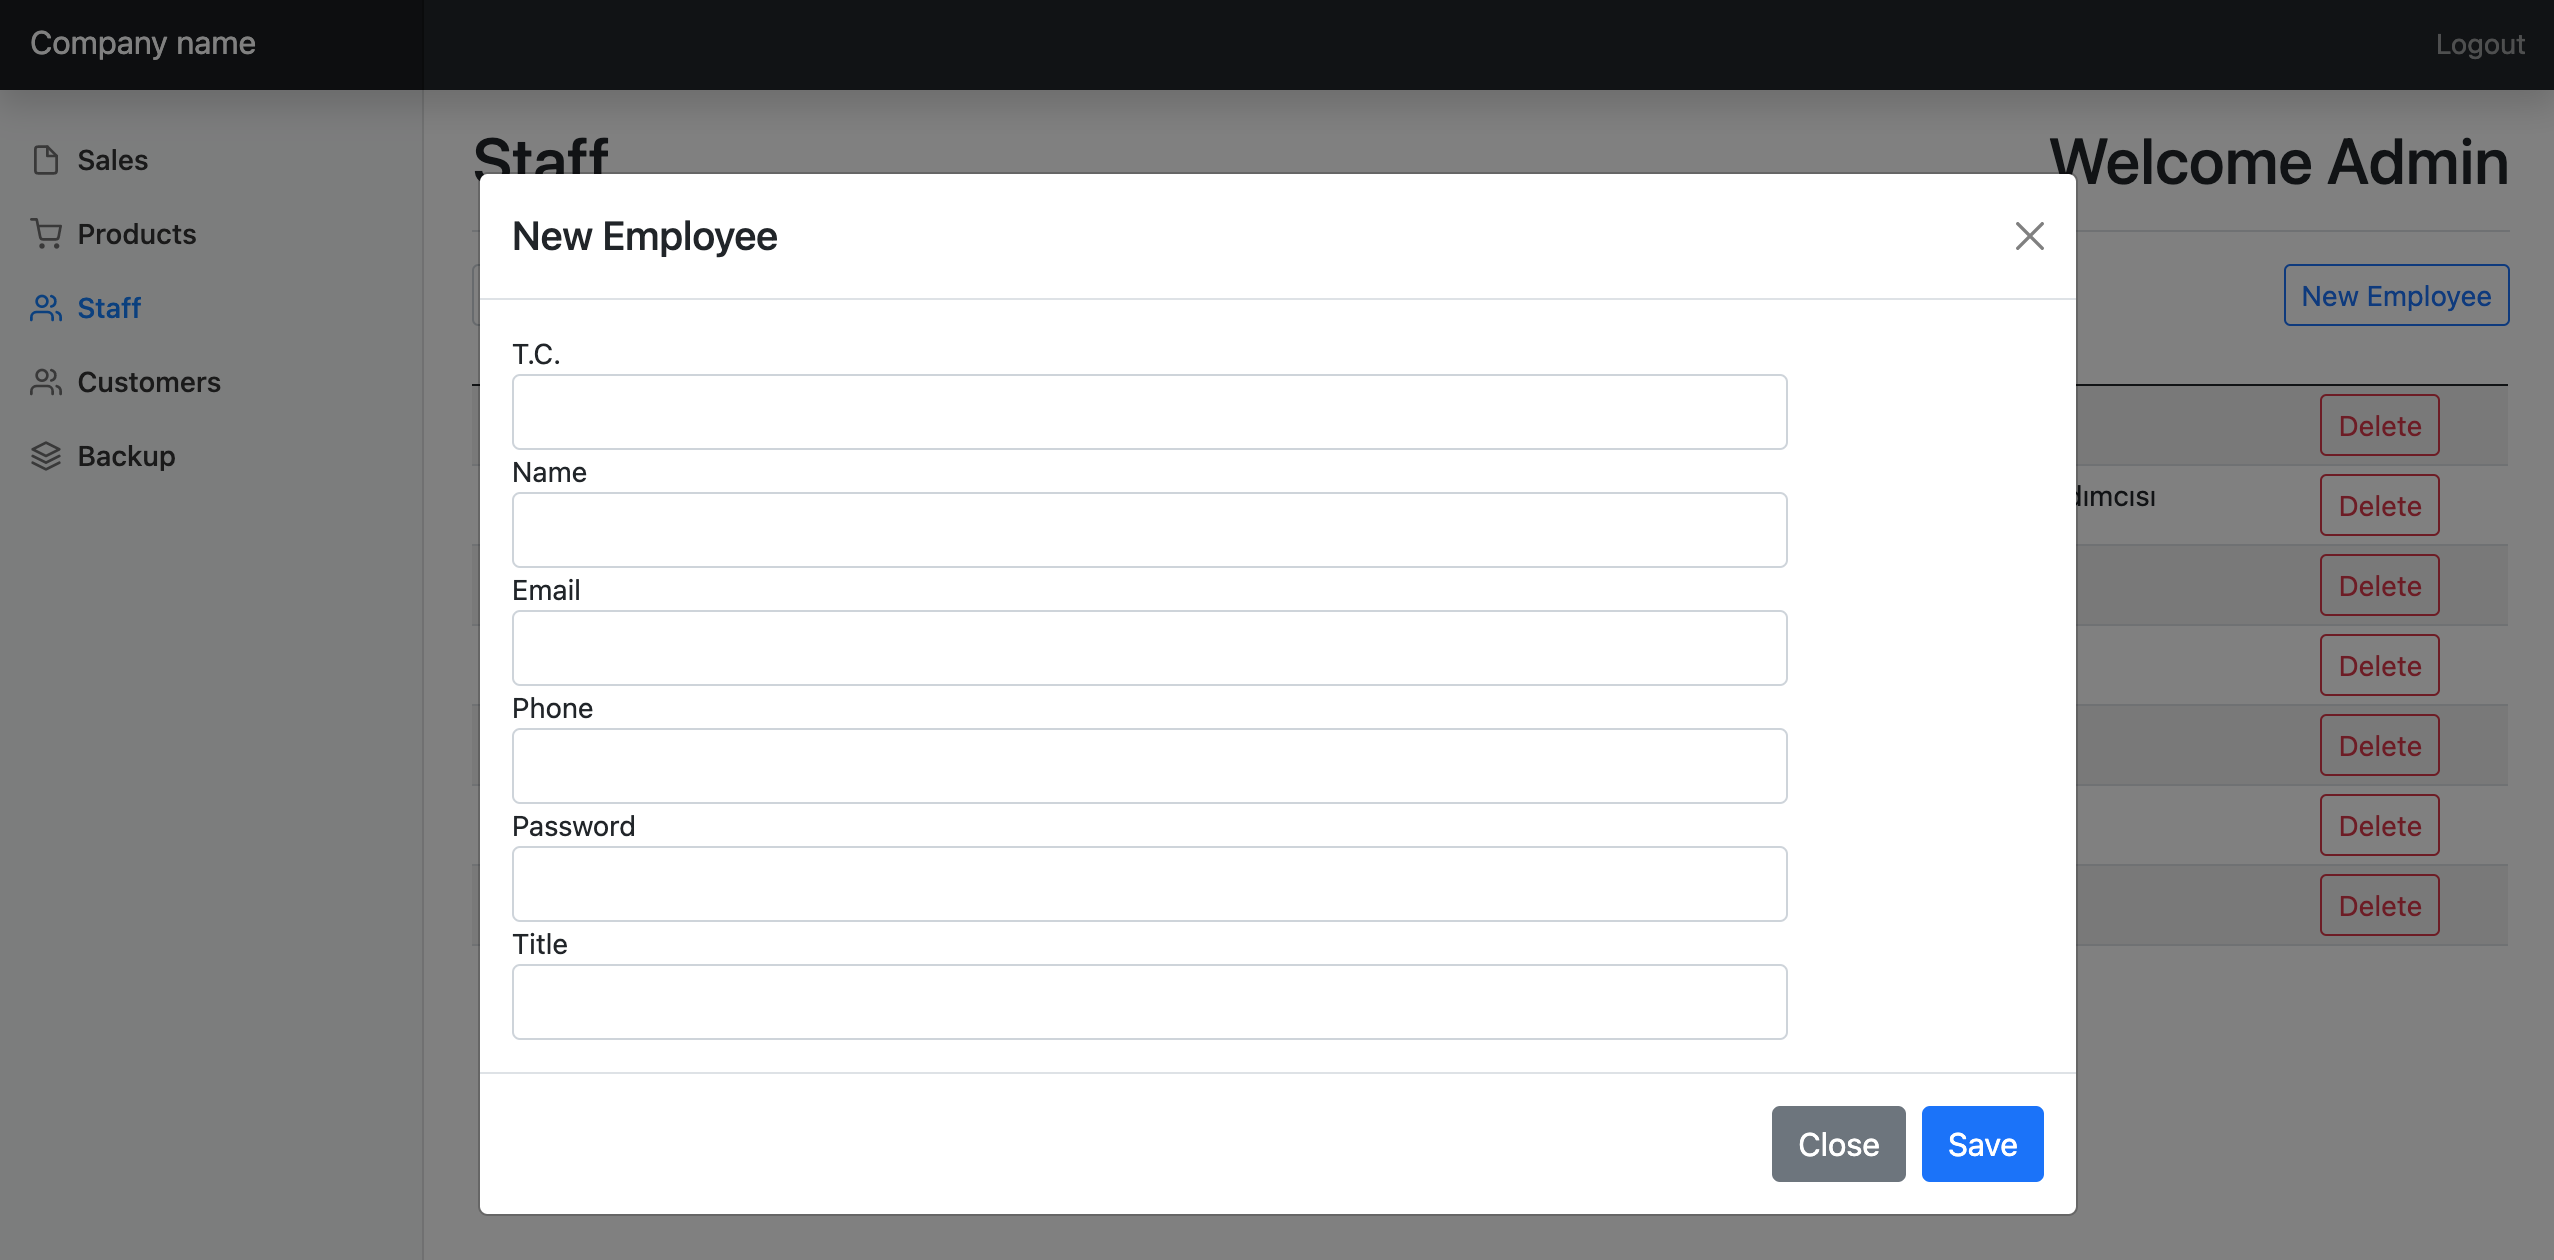 Company name
Logout
Sales
Products
Staff
Customers
Backup
Staff
Welcome Admin
New Employee
New Employee
T.C.
Name
Email
Phone
Password
Title
Close
Save
Delete
Delete
Delete
Delete
Delete
Delete
Delete